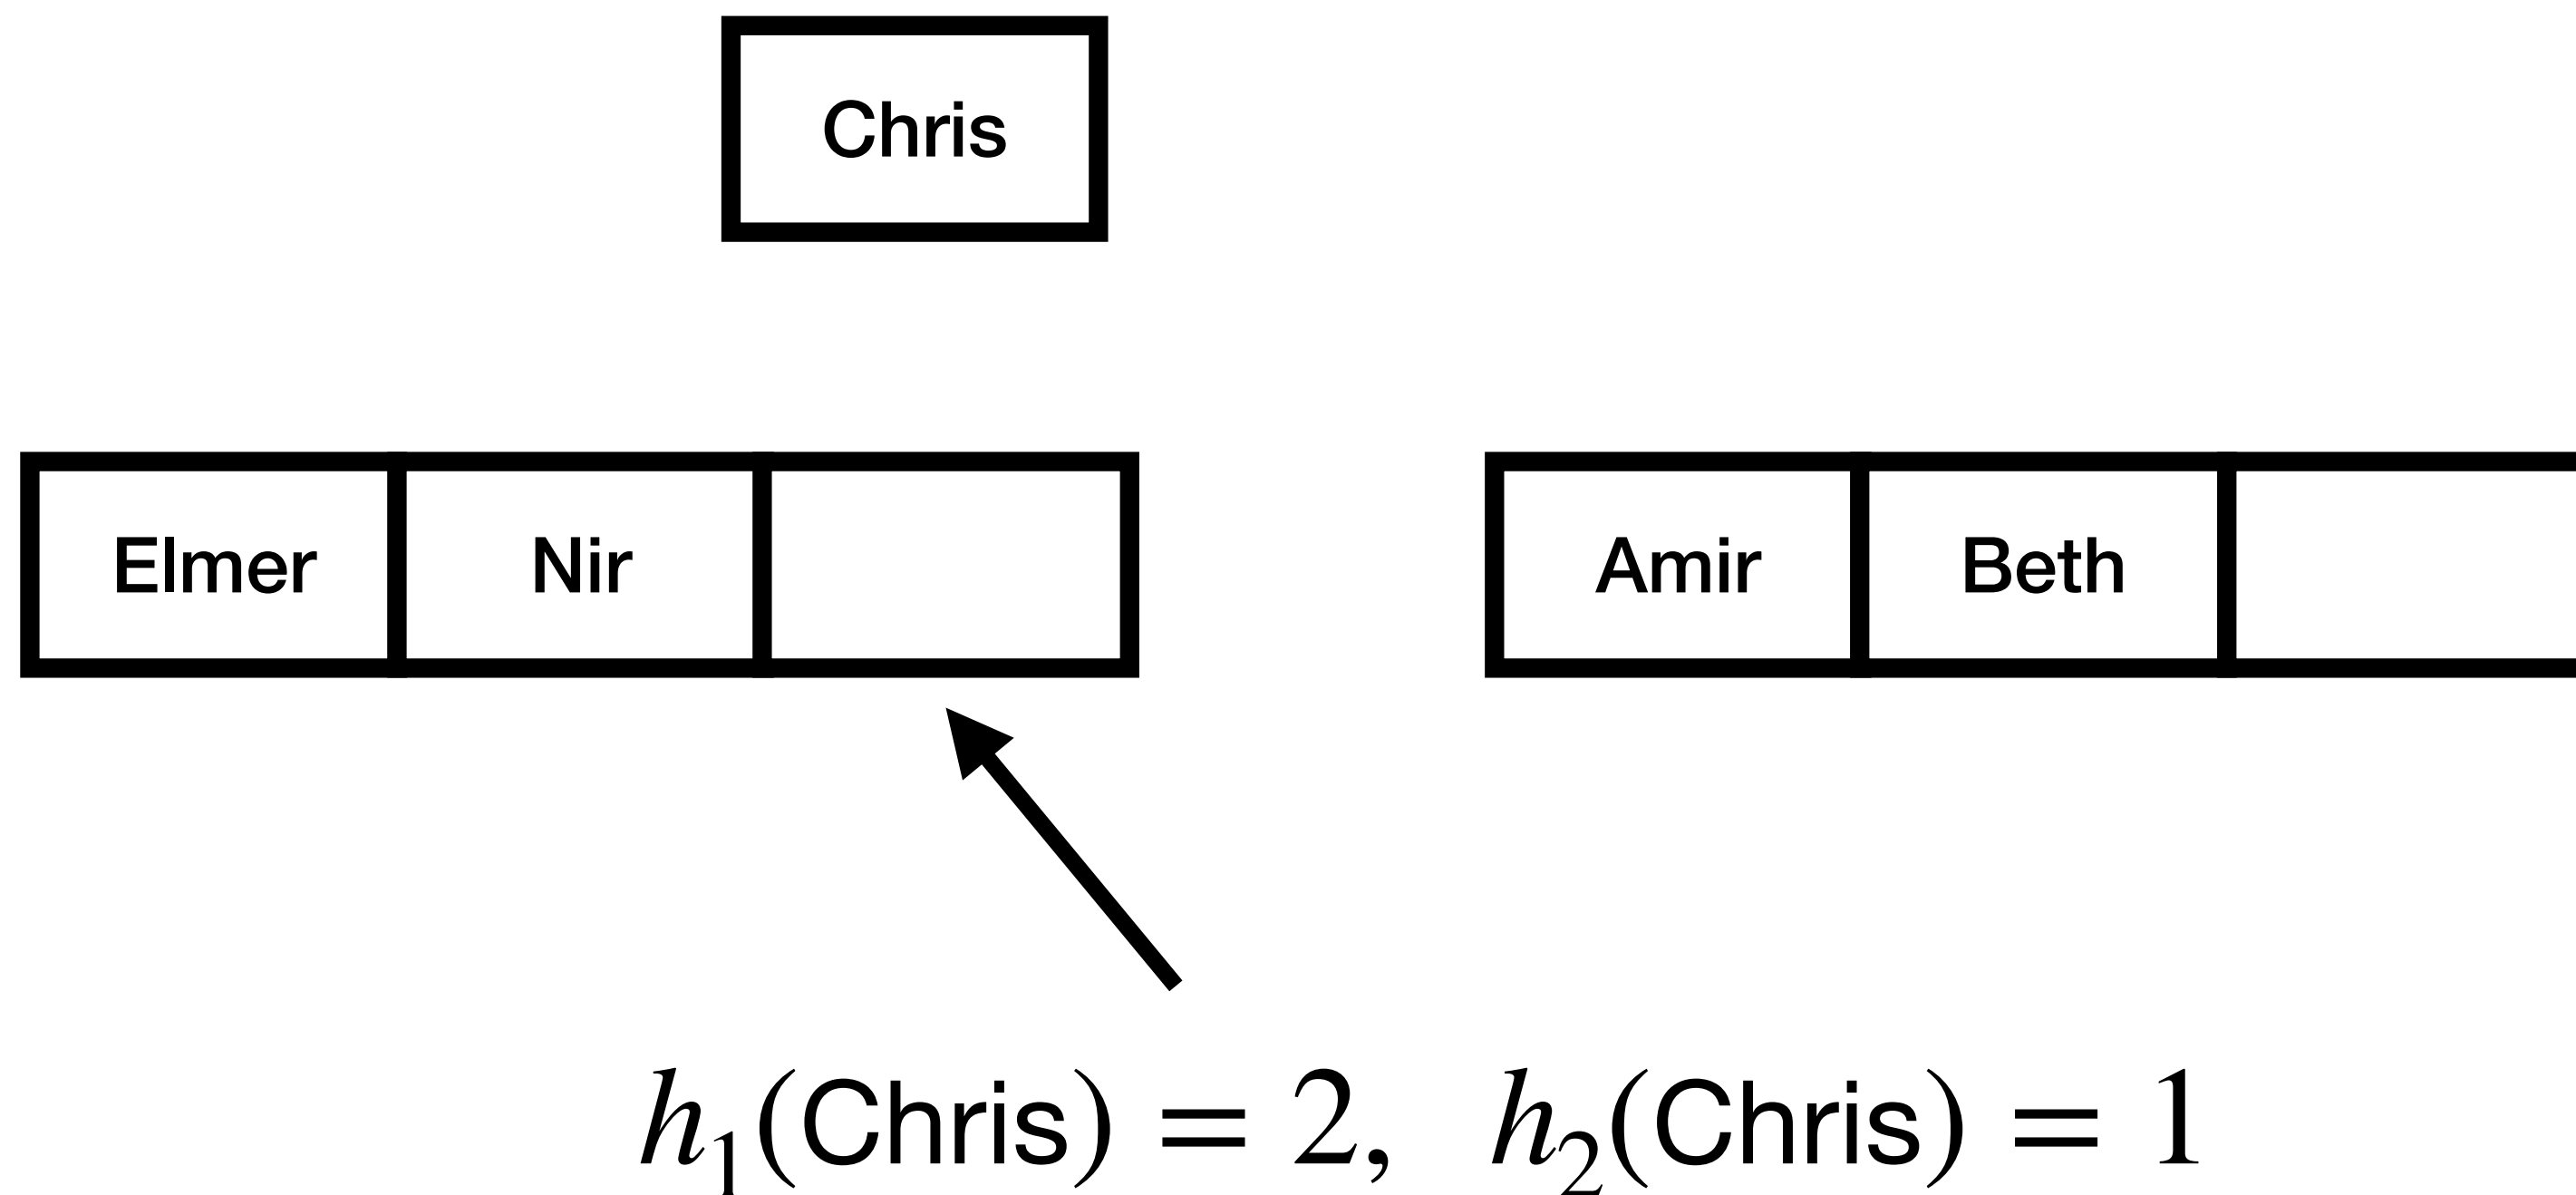 Chris
Elmer Nir Amir Beth
h₁(Chris) = 2, h₂(Chris) = 1